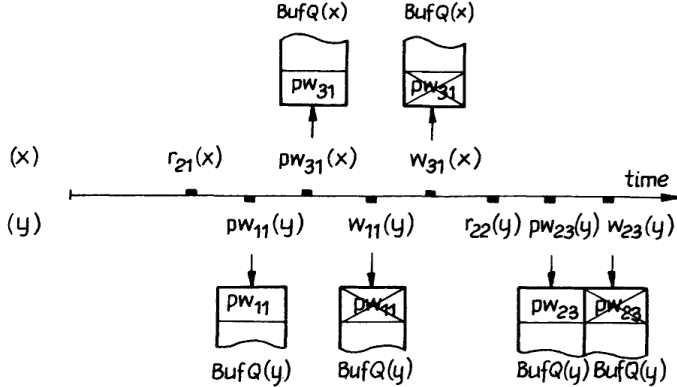 BufQ(x) BufQ(x)
pw31 pw31
(x) r21(x) pw31(x) w31(x)
time
(y) pw11(y) w11(y) r22(y) pw23(y) w23(y)
pw11 pw11 pw23 pw23
BufQ(y) BufQ(y) BufQ(y) BufQ(y)